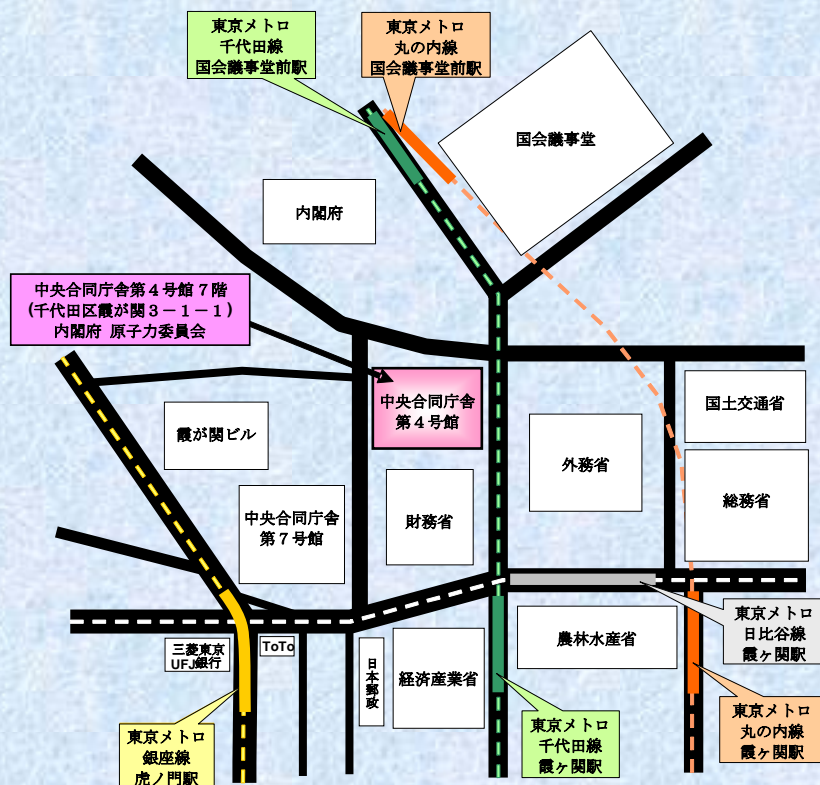 東京メトロ
千代田線
国会議事堂前駅
東京メトロ
丸の内線
国会議事堂前駅
国会議事堂
内閣府
中央合同庁舎第４号館７階
(千代田区霞が関３－１－１)
内閣府 原子力委員会
中央合同庁舎
第４号館
国土交通省
霞が関ビル
外務省
総務省
中央合同庁舎
第７号館
財務省
東京メトロ
日比谷線
霞ヶ関駅
農林水産省
三菱東京
UFJ銀行
ToTo
日本郵政
経済産業省
東京メトロ
銀座線
虎ノ門駅
東京メトロ
千代田線
霞ヶ関駅
東京メトロ
丸の内線
霞ヶ関駅